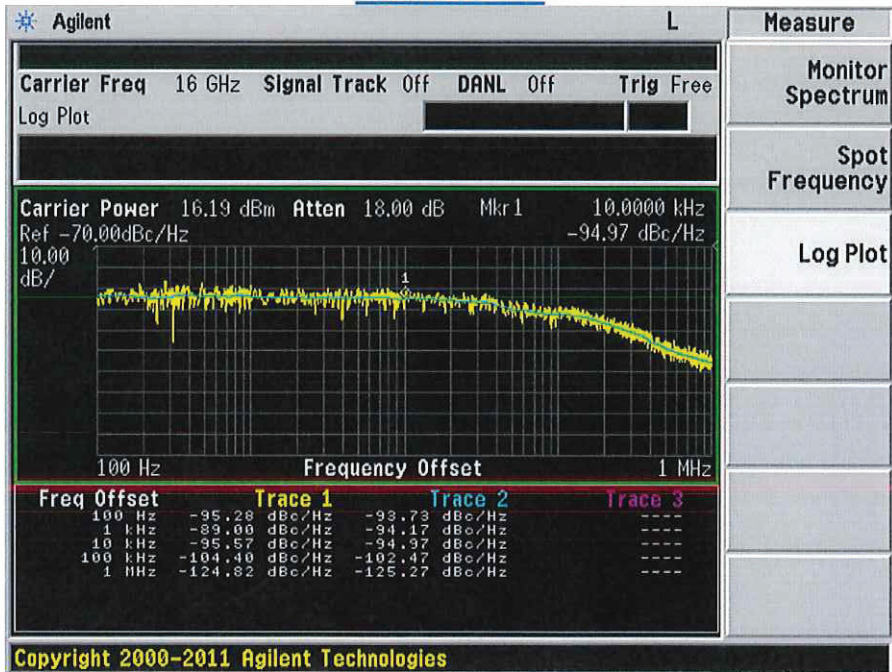 Agilent L Measure
Monitor Spectrum
Carrier Freq 16 GHz Signal Track Off DANL Off Trig Free
Log Plot
Spot Frequency
Carrier Power 16.19 dBm Atten 18.00 dB Mkr1 10.0000 kHz
Ref -70.00dBc/Hz -94.97 dBc/Hz
10.00
dB/
Log Plot
1
100 Hz Frequency Offset 1 MHz
Freq Offset Trace 1 Trace 2 Trace 3
100 Hz -95.28 dBc/Hz -93.73 dBc/Hz ----
1 kHz -89.00 dBc/Hz -94.17 dBc/Hz ----
10 kHz -95.57 dBc/Hz -94.97 dBc/Hz ----
100 kHz -104.40 dBc/Hz -102.47 dBc/Hz ----
1 MHz -124.82 dBc/Hz -125.27 dBc/Hz ----
Copyright 2000-2011 Agilent Technologies